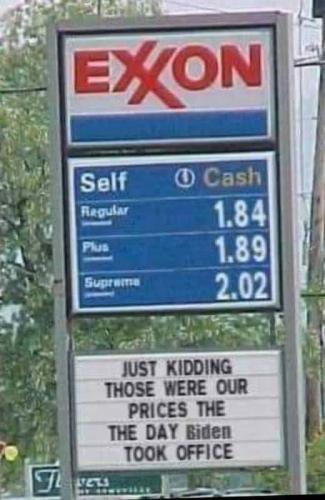 EXXON
Self Cash
Regular 1.84
Plus 1.89
Supreme 2.02
JUST KIDDING
THOSE WERE OUR
PRICES THE
THE DAY Biden
TOOK OFFICE